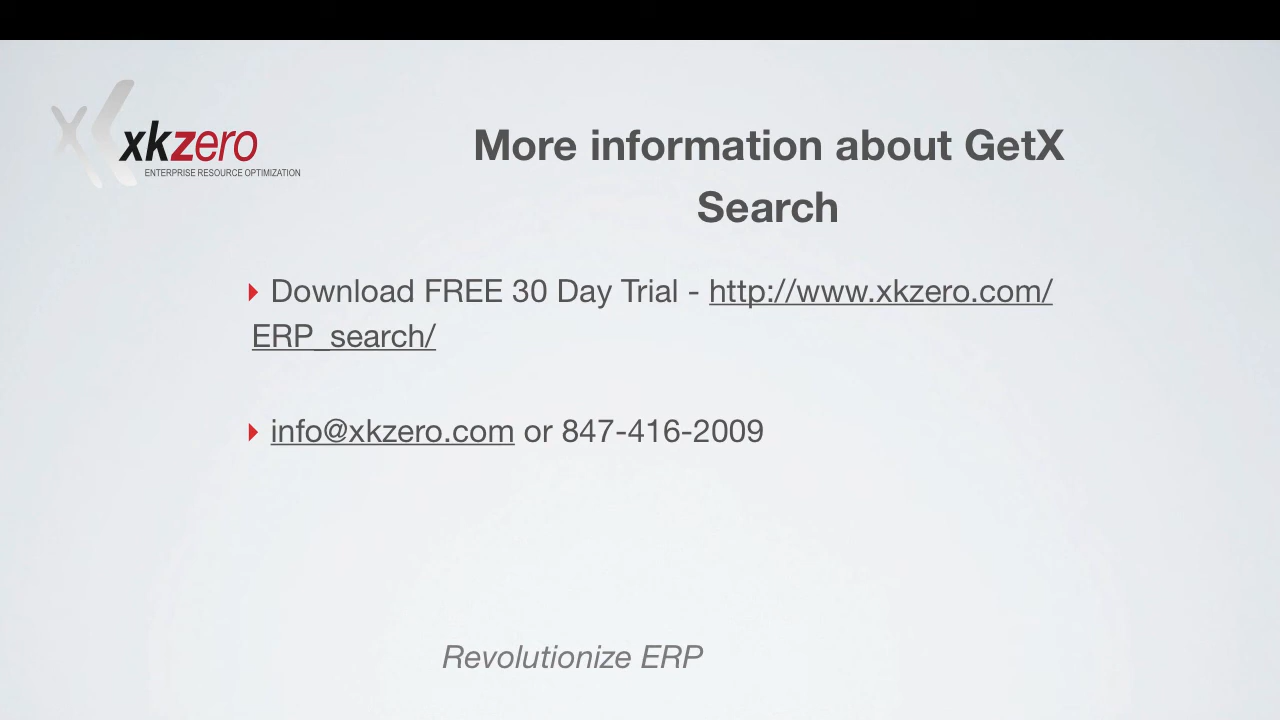 xkzero
ENTERPRISE RESOURCE OPTIMIZATION
More information about GetX
Search
Download FREE 30 Day Trial - http://www.xkzero.com/
ERP_search/
info@xkzero.com or 847-416-2009
Revolutionize ERP